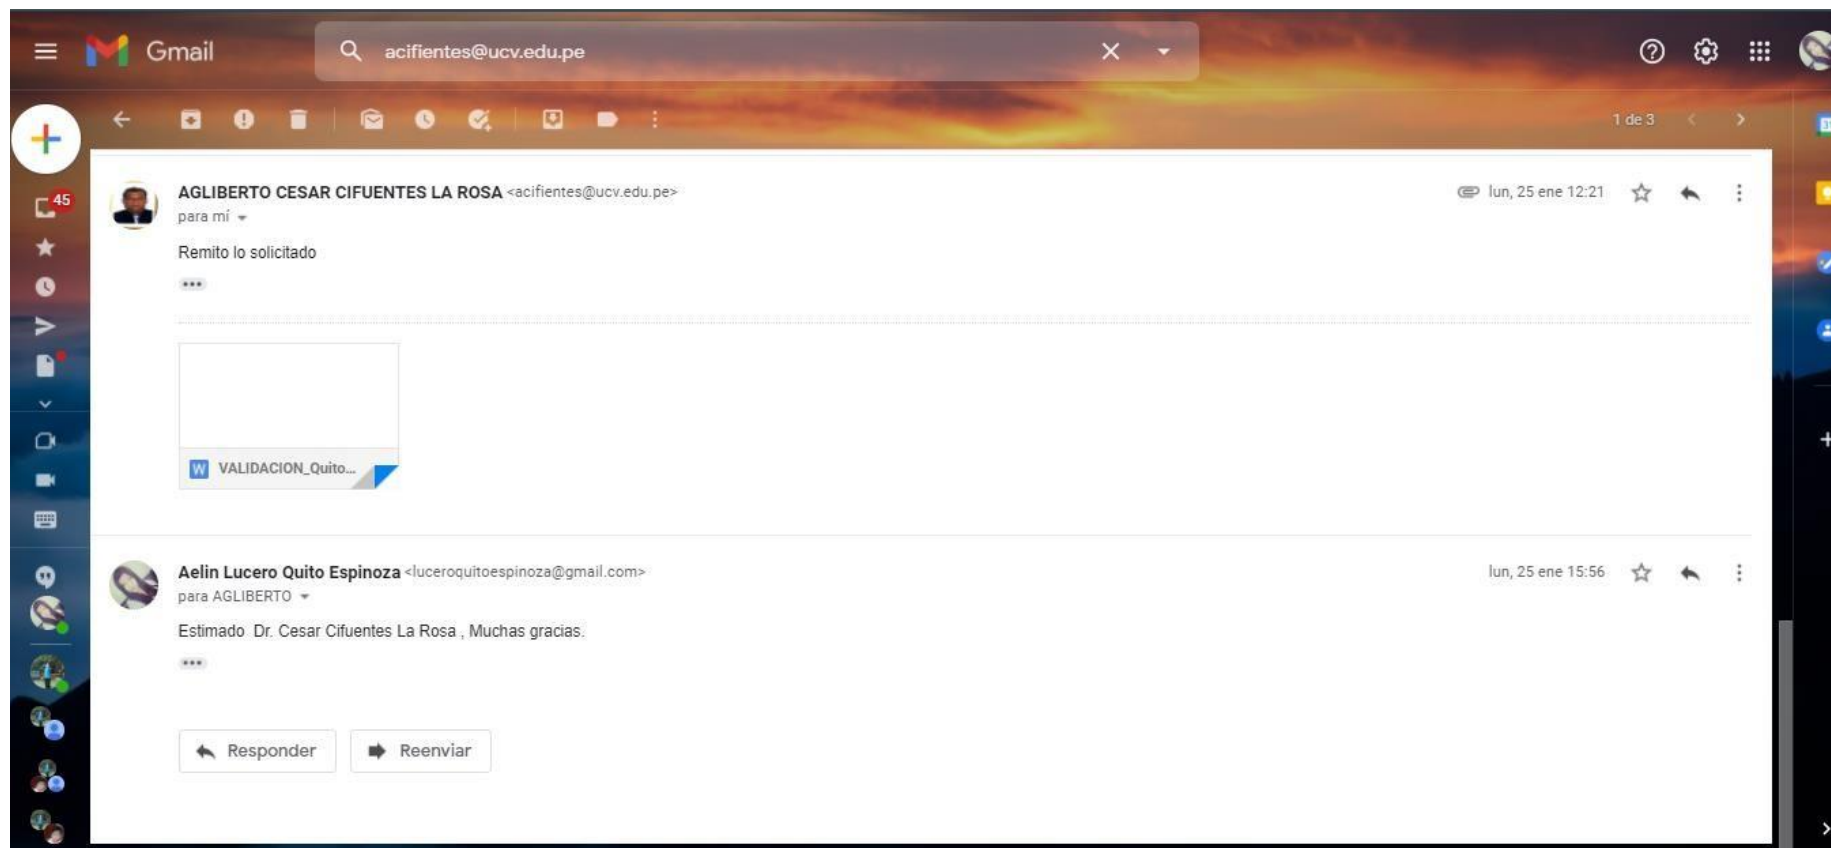 Gmail
acifientes@ucv.edu.pe
1 de 3
45
AGLIBERTO CESAR CIFUENTES LA ROSA <acifientes@ucv.edu.pe>
lun, 25 ene 12:21
para mí
Remito lo solicitado
W VALIDACION_Quito...
Aelin Lucero Quito Espinoza <luceroquitoespinoza@gmail.com>
lun, 25 ene 15:56
para AGLIBERTO
Estimado Dr. Cesar Cifuentes La Rosa , Muchas gracias.
Responder
Reenviar